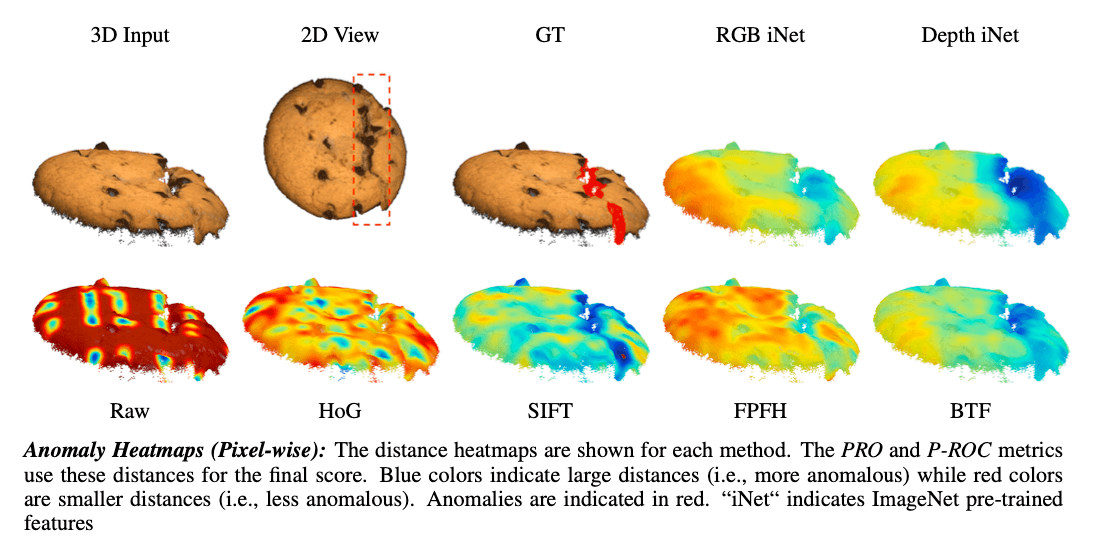 3D Input 2D View GT RGB iNet Depth iNet
Raw HoG SIFT FPFH BTF
Anomaly Heatmaps (Pixel-wise): The distance heatmaps are shown for each method. The PRO and P-ROC metrics
use these distances for the final score. Blue colors indicate large distances (i.e., more anomalous) while red colors
are smaller distances (i.e., less anomalous). Anomalies are indicated in red. “iNet“ indicates ImageNet pre-trained
features